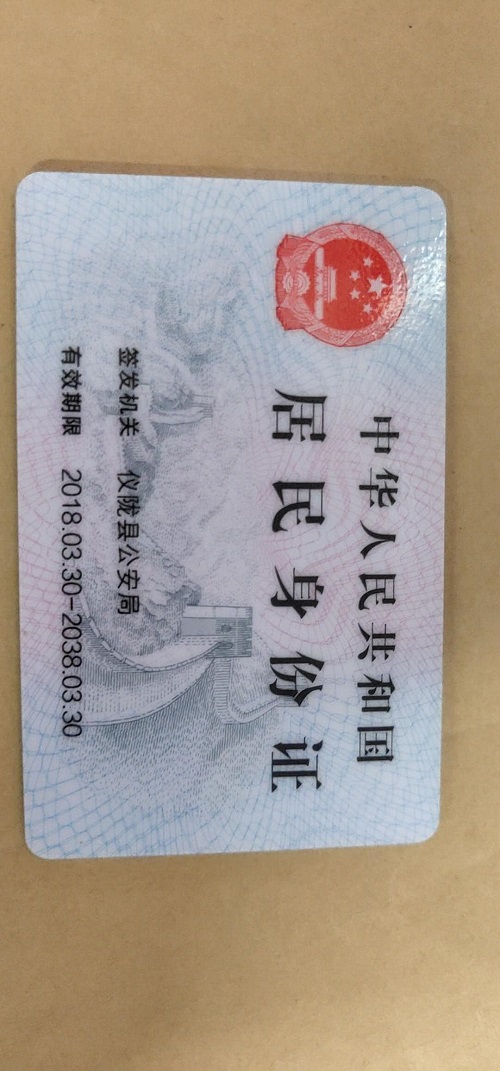 中华人民共和国
居民身份证
签发机关 仪陇县公安局
有效期限 2018.03.30-2038.03.30